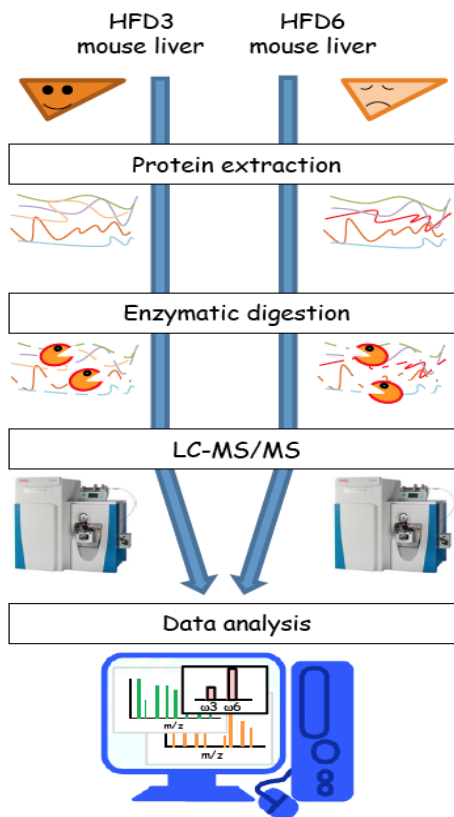 HFD3
mouse liver
HFD6
mouse liver
Protein extraction
Enzymatic digestion
LC-MS/MS
Data analysis
ω3 ω6
m/z
m/z